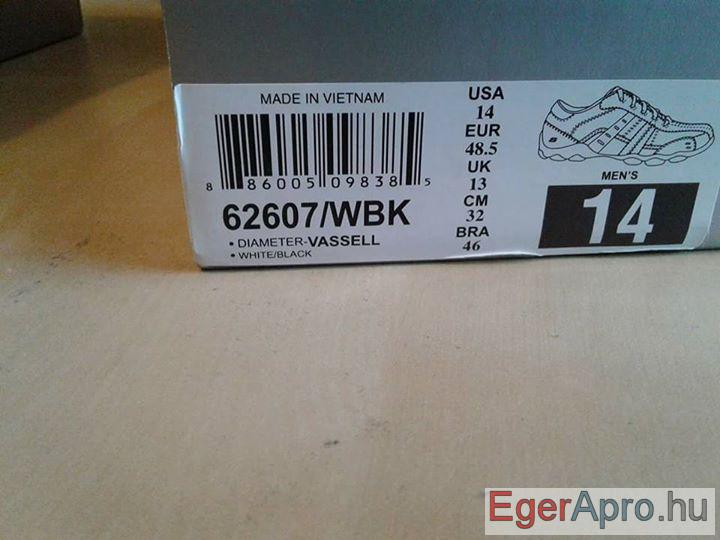 MADE IN VIETNAM
8 86005 09838 5
62607/WBK
• DIAMETER-VASSELL
• WHITE/BLACK
USA
14
EUR
48.5
UK
13
CM
32
BRA
46
MEN'S
14
EgerApro.hu